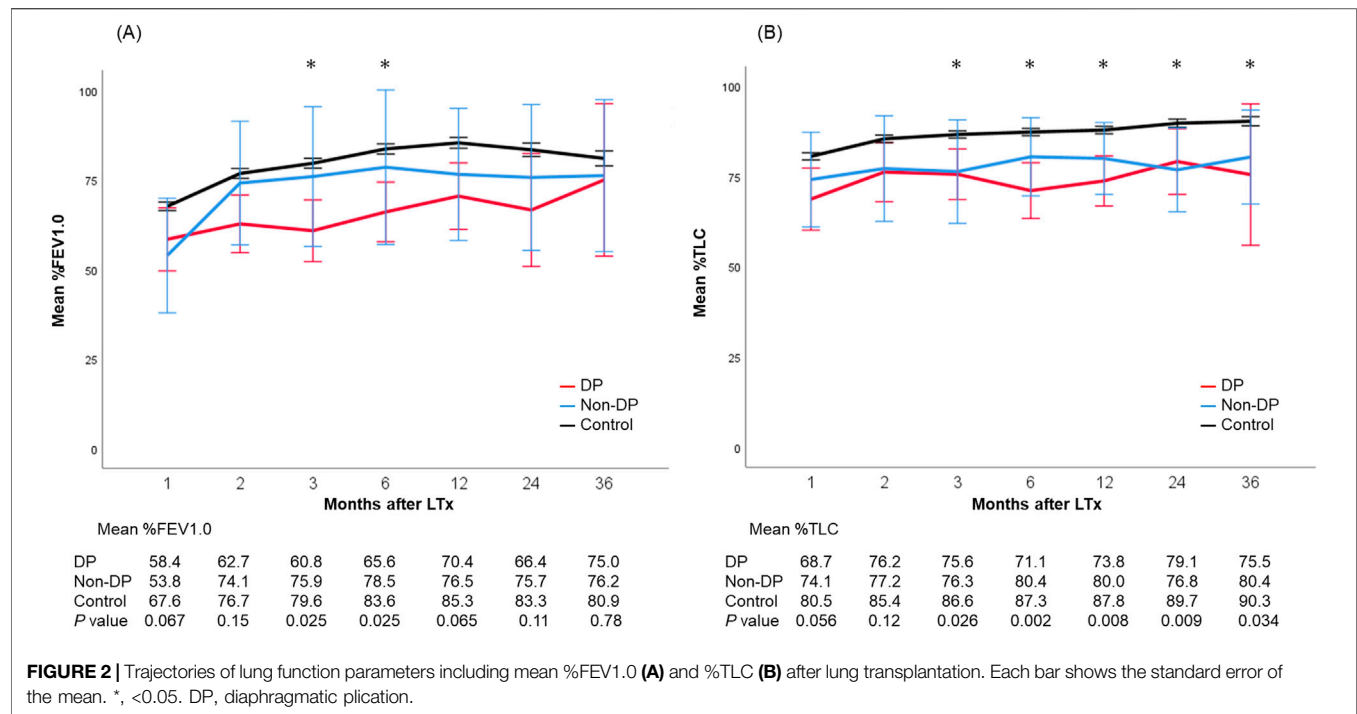 (A)
* *
100
75
50
25
0
Mean %FEV1.0
DP
Non-DP
Control
1 2 3 6 12 24 36
Months after LTx
Mean %FEV1.0
DP 58.4 62.7 60.8 65.6 70.4 66.4 75.0
Non-DP 53.8 74.1 75.9 78.5 76.5 75.7 76.2
Control 67.6 76.7 79.6 83.6 85.3 83.3 80.9
P value 0.067 0.15 0.025 0.025 0.065 0.11 0.78
(B)
* * * * *
100
75
50
25
0
Mean %TLC
DP
Non-DP
Control
1 2 3 6 12 24 36
Months after LTx
Mean %TLC
DP 68.7 76.2 75.6 71.1 73.8 79.1 75.5
Non-DP 74.1 77.2 76.3 80.4 80.0 76.8 80.4
Control 80.5 85.4 86.6 87.3 87.8 89.7 90.3
P value 0.056 0.12 0.026 0.002 0.008 0.009 0.034
FIGURE 2 | Trajectories of lung function parameters including mean %FEV1.0 (A) and %TLC (B) after lung transplantation. Each bar shows the standard error of
the mean. *, <0.05. DP, diaphragmatic plication.